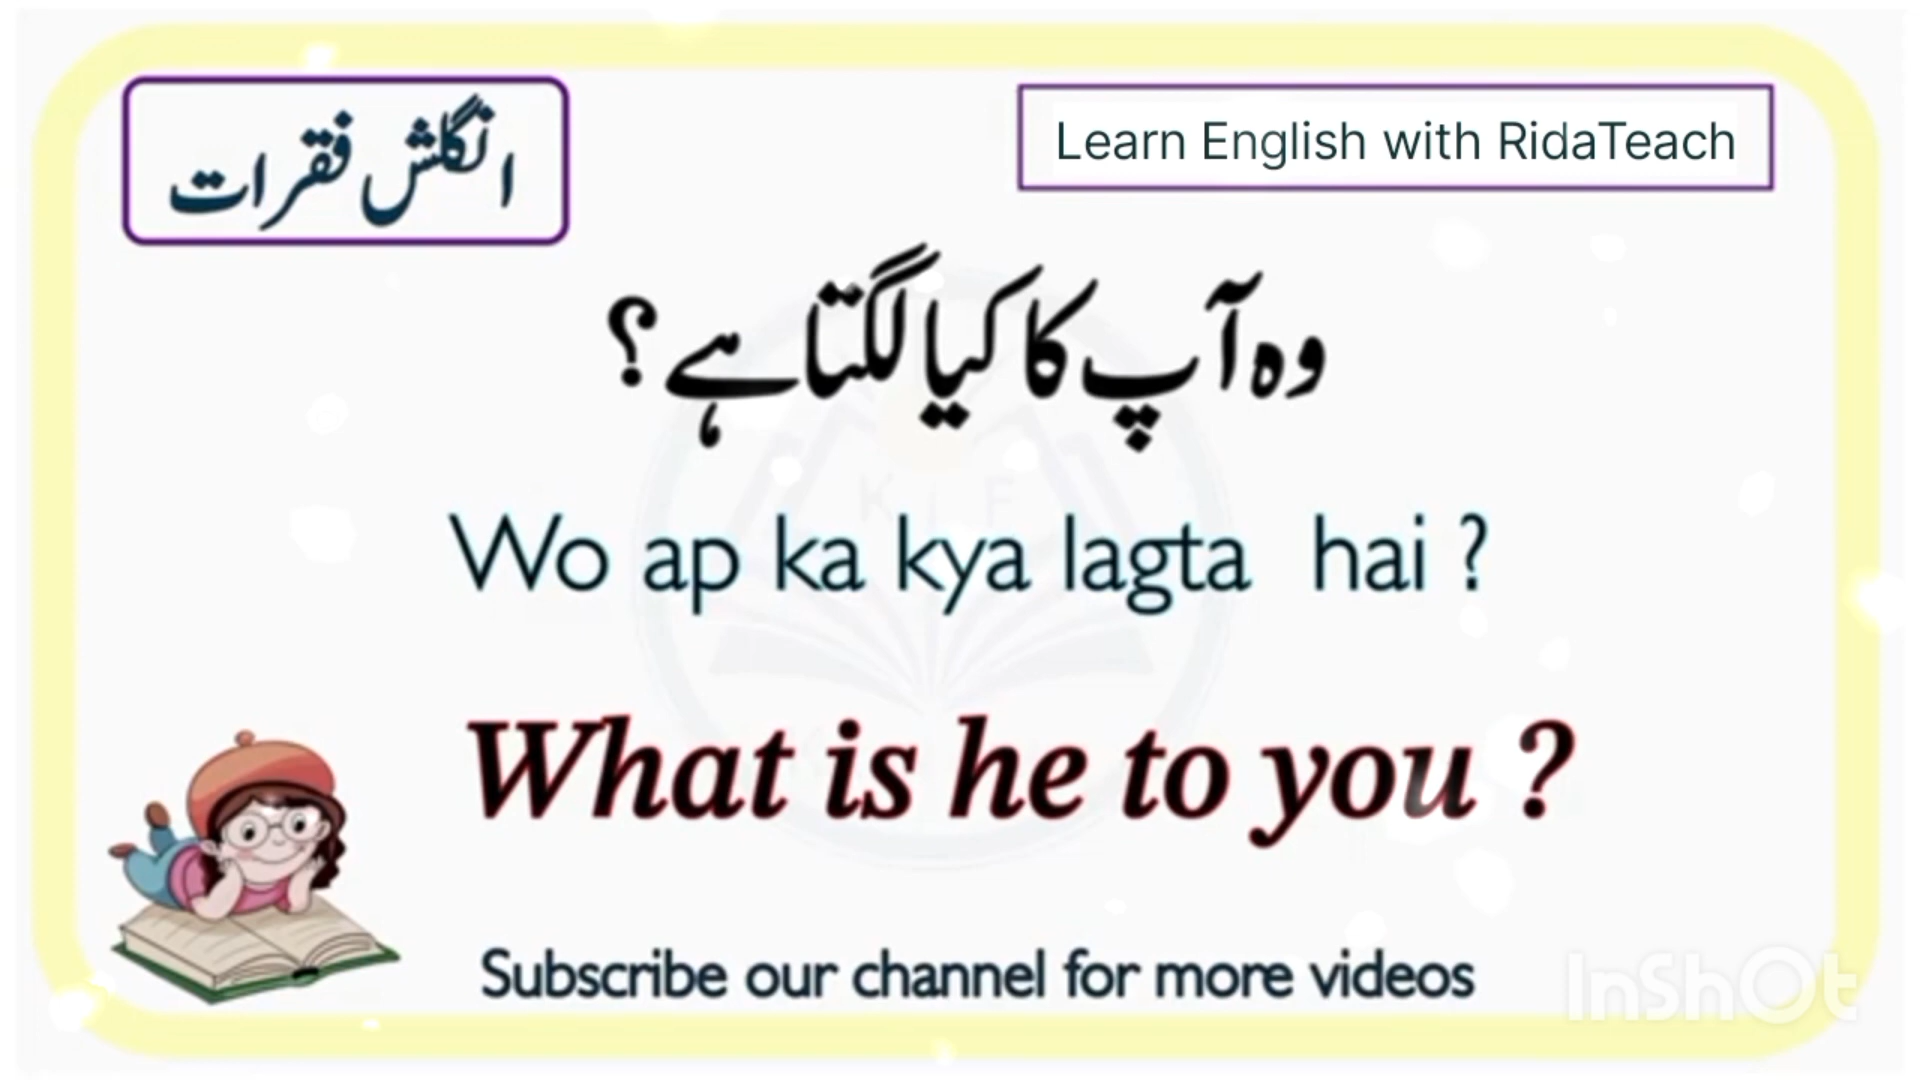 انگلش فقرات
Learn English with RidaTeach
وہ آپ کا کیا لگتا ہے؟
Wo ap ka kya lagta hai ?
What is he to you ?
Subscribe our channel for more videos
InShOt